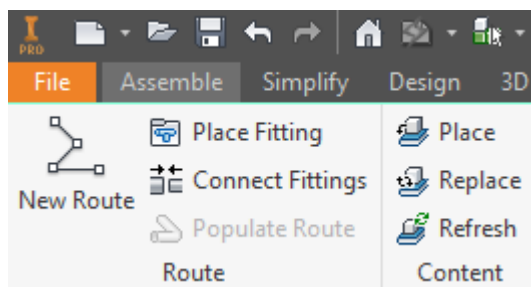 I
PRO
File Assemble Simplify Design 3D
New Route
Place Fitting
Connect Fittings
Populate Route
Route
Place
Replace
Refresh
Content